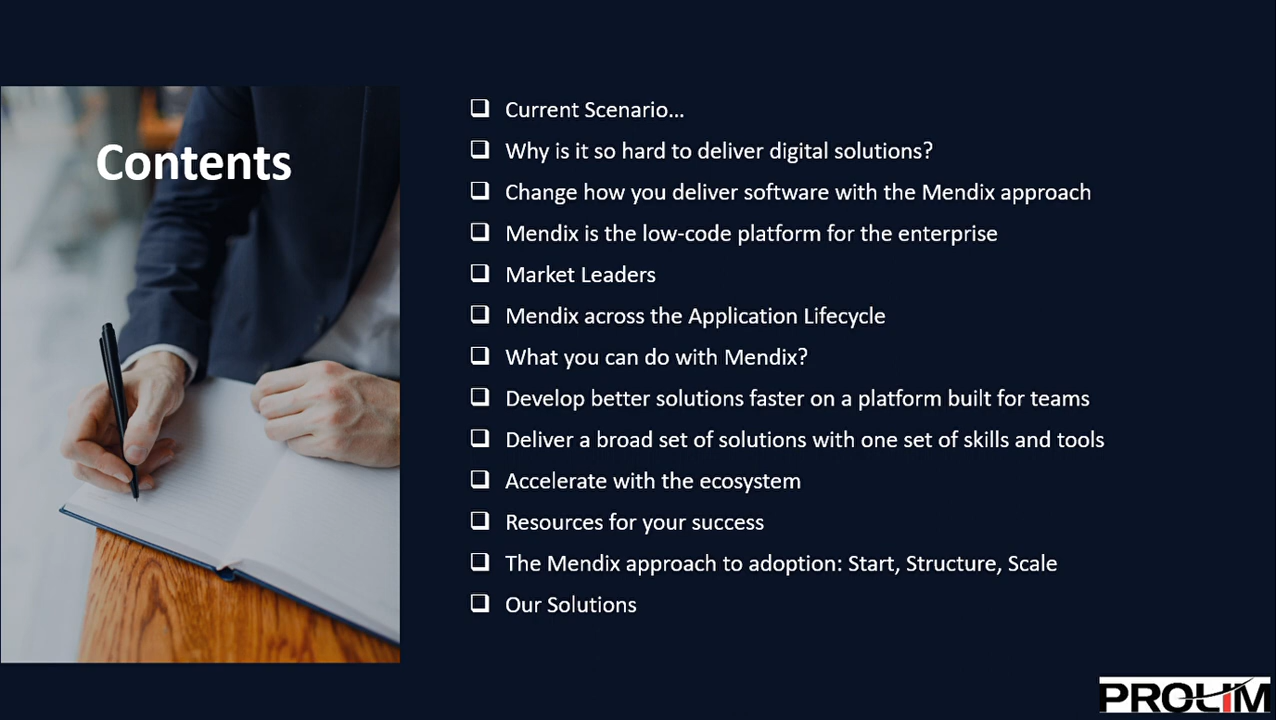 Contents
Current Scenario...
Why is it so hard to deliver digital solutions?
Change how you deliver software with the Mendix approach
Mendix is the low-code platform for the enterprise
Market Leaders
Mendix across the Application Lifecycle
What you can do with Mendix?
Develop better solutions faster on a platform built for teams
Deliver a broad set of solutions with one set of skills and tools
Accelerate with the ecosystem
Resources for your success
The Mendix approach to adoption: Start, Structure, Scale
Our Solutions
PROLIM